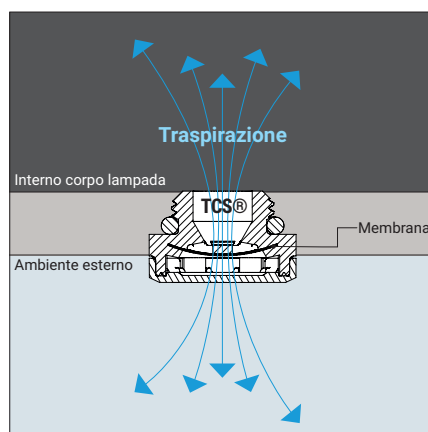 Traspirazione
Interno corpo lampada
TCS®
Membrana
Ambiente esterno